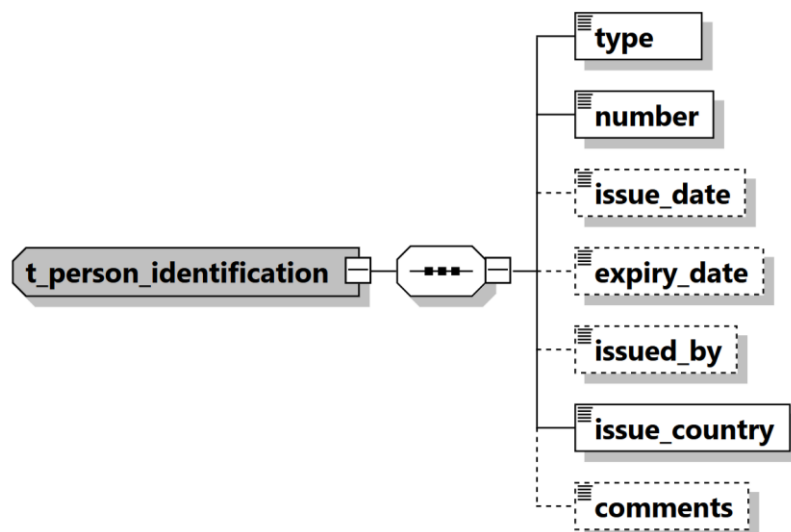 type
number
issue_date
t_person_identification
expiry_date
issued_by
issue_country
comments